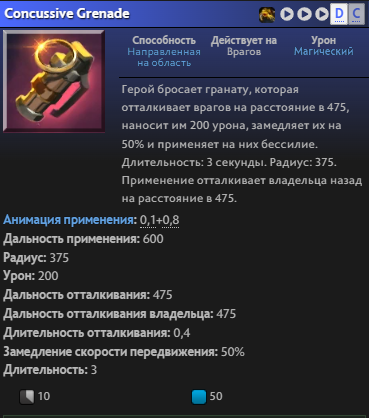 Concussive Grenade
D C
Способность
Направленная
на область
Действует на
Врагов
Урон
Магический
Герой бросает гранату, которая
отталкивает врагов на расстояние в 475,
наносит им 200 урона, замедляет их на
50% и применяет на них бессилие.
Длительность: 3 секунды. Радиус: 375.
Применение отталкивает владельца назад
на расстояние в 475.
Анимация применения: 0,1+0,8
Дальность применения: 600
Радиус: 375
Урон: 200
Дальность отталкивания: 475
Дальность отталкивания владельца: 475
Длительность отталкивания: 0,4
Замедление скорости передвижения: 50%
Длительность: 3
10 50